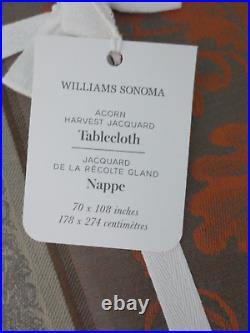 WILLIAMS SONOMA
ACORN
HARVEST JACQUARD
Tablecloth
JACQUARD
DE LA RÉCOLTE GLAND
Nappe
70 x 108 inches
178 x 274 centimètres